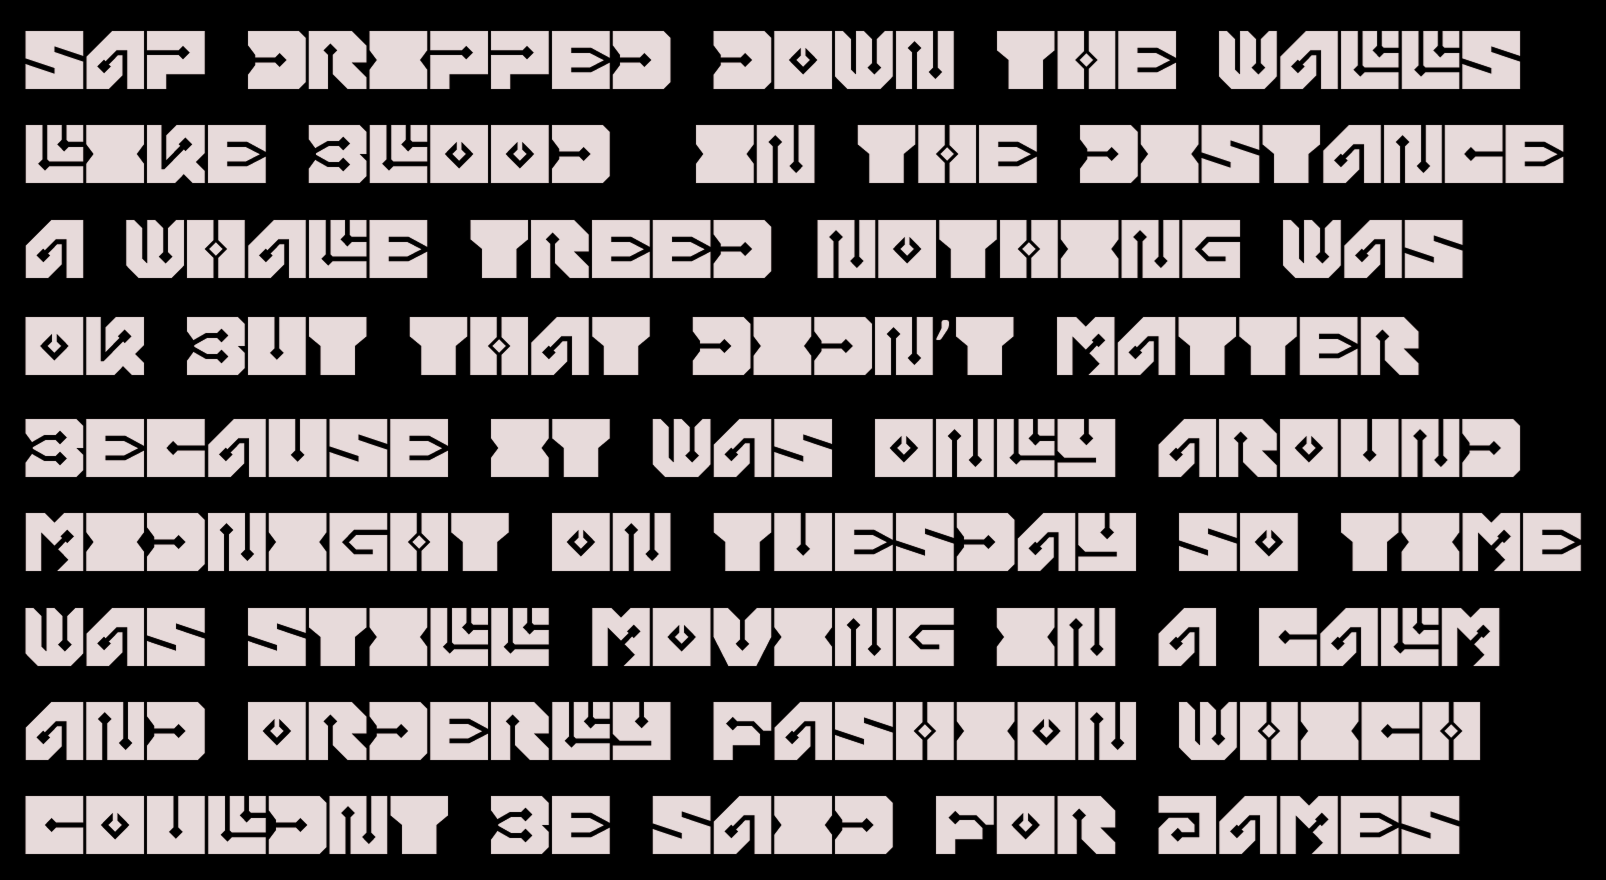 SAP DRIPPED DOWN THE WALLS
LIKE BLOOD IN THE DISTANCE
A WHALE TREED NOTHING WAS
OK BUT THAT DIDN'T MATTER
BECAUSE IT WAS ONLY AROUND
MIDNIGHT ON TUESDAY SO TIME
WAS STILL MOVING IN A CALM
AND ORDERLY FASHION WICH
COULDNT BE SAID FOR JAMES